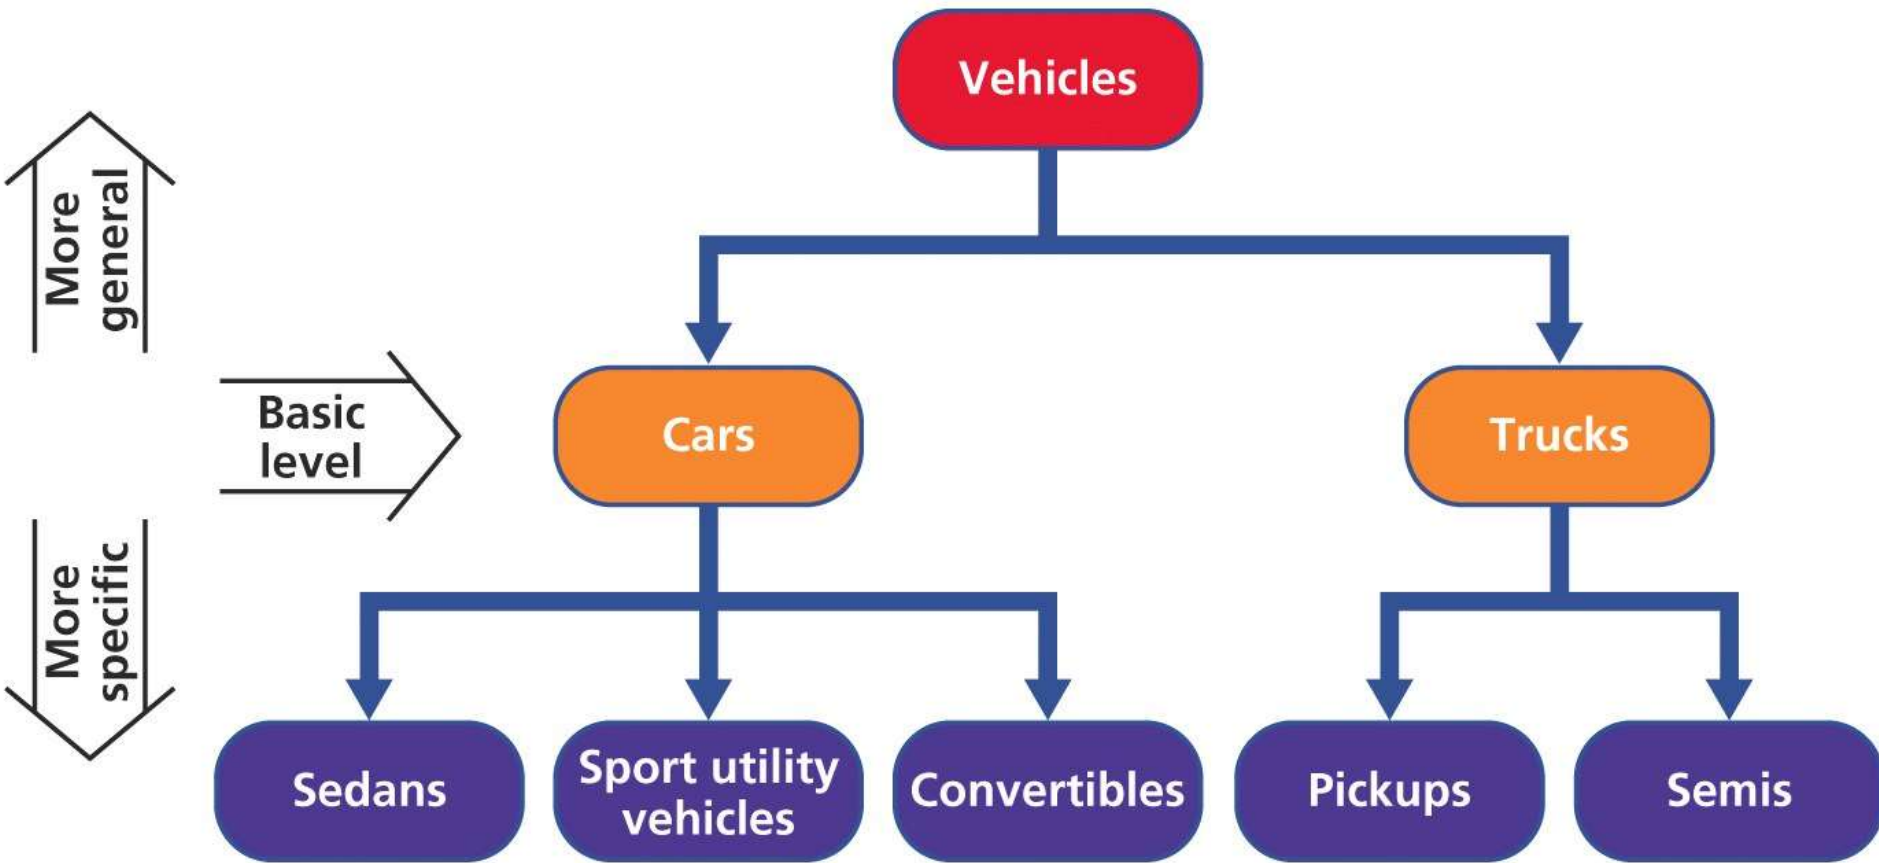 Vehicles
More
general
Basic
level
Cars
Trucks
More
specific
Sedans
Sport utility
vehicles
Convertibles
Pickups
Semis